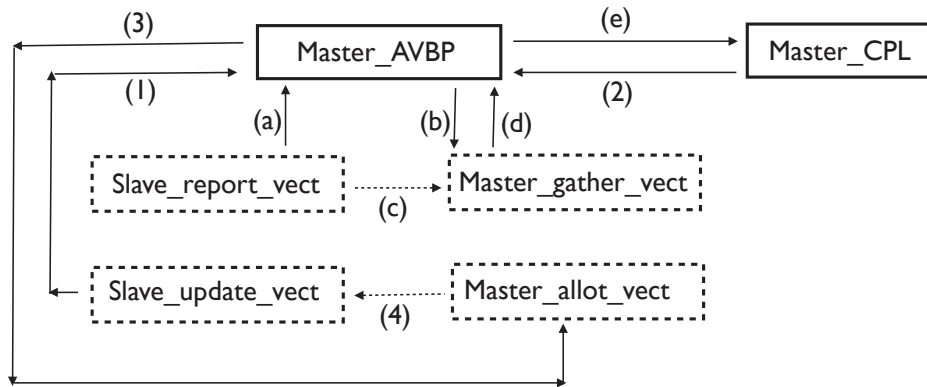 (3)
(e)
Master_AVBP
Master_CPL
(1)
(2)
(a)
(b)
(d)
Slave_report_vect
Master_gather_vect
(c)
Slave_update_vect
Master_allot_vect
(4)